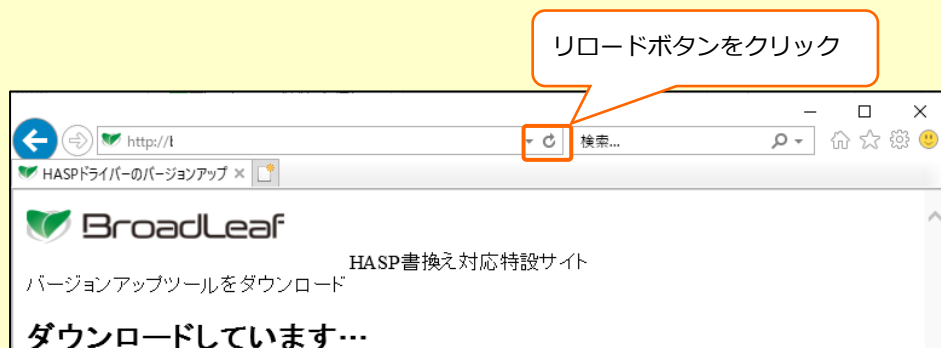 リロードボタンをクリック
http://
検索...
HASPドライバーのバージョンアップ
BroadLeaf
HASP書換え対応特設サイト
バージョンアップツールをダウンロード
ダウンロードしています…